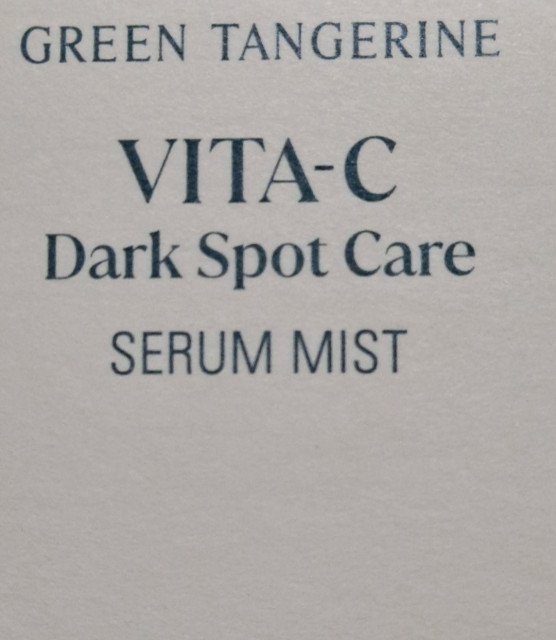 GREEN TANGERINE
VITA-C
Dark Spot Care
SERUM MIST